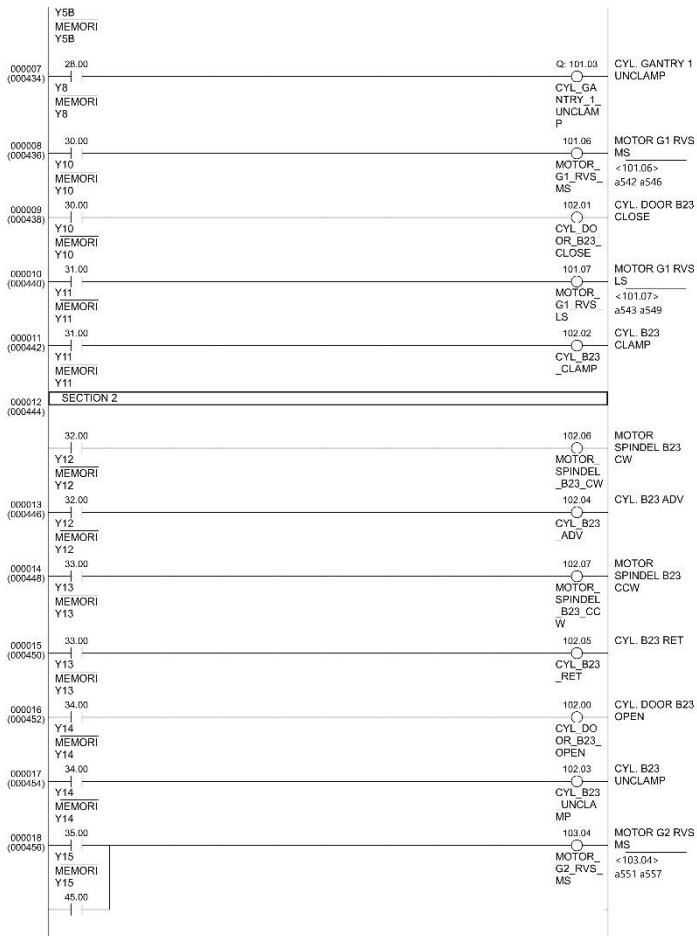 Y5B
MEMORI
Y5B
000007
(000434)
28.00
Y8
MEMORI
Y8
Q: 101.03
CYL_GA
NTRY_1_
UNCLAM
P
CYL. GANTRY 1
UNCLAMP
000008
(000436)
30.00
Y10
MEMORI
Y10
101.06
MOTOR_
G1_RVS_
MS
MOTOR G1 RVS
MS
<101.06>
a542 a546
000009
(000438)
30.00
Y10
MEMORI
Y10
102.01
CYL_DO
OR_B23_
CLOSE
CYL. DOOR B23
CLOSE
000010
(000440)
31.00
Y11
MEMORI
Y11
101.07
MOTOR_
G1_RVS_
LS
MOTOR G1 RVS
LS
<101.07>
a543 a549
000011
(000442)
31.00
Y11
MEMORI
Y11
102.02
CYL_B23
_CLAMP
CYL. B23
CLAMP
000012
(000444)
SECTION 2
32.00
Y12
MEMORI
Y12
102.06
MOTOR_
SPINDEL
_B23_CW
MOTOR
SPINDEL B23
CW
000013
(000446)
32.00
Y12
MEMORI
Y12
102.04
CYL_B23
_ADV
CYL. B23 ADV
000014
(000448)
33.00
Y13
MEMORI
Y13
102.07
MOTOR_
SPINDEL
_B23_CC
W
MOTOR
SPINDEL B23
CCW
000015
(000450)
33.00
Y13
MEMORI
Y13
102.05
CYL_B23
_RET
CYL. B23 RET
000016
(000452)
34.00
Y14
MEMORI
Y14
102.00
CYL_DO
OR_B23_
OPEN
CYL. DOOR B23
OPEN
000017
(000454)
34.00
Y14
MEMORI
Y14
102.03
CYL_B23
_UNCLA
MP
CYL. B23
UNCLAMP
000018
(000456)
35.00
Y15
MEMORI
Y15
103.04
MOTOR_
G2_RVS_
MS
MOTOR G2 RVS
MS
<103.04>
a551 a557
45.00